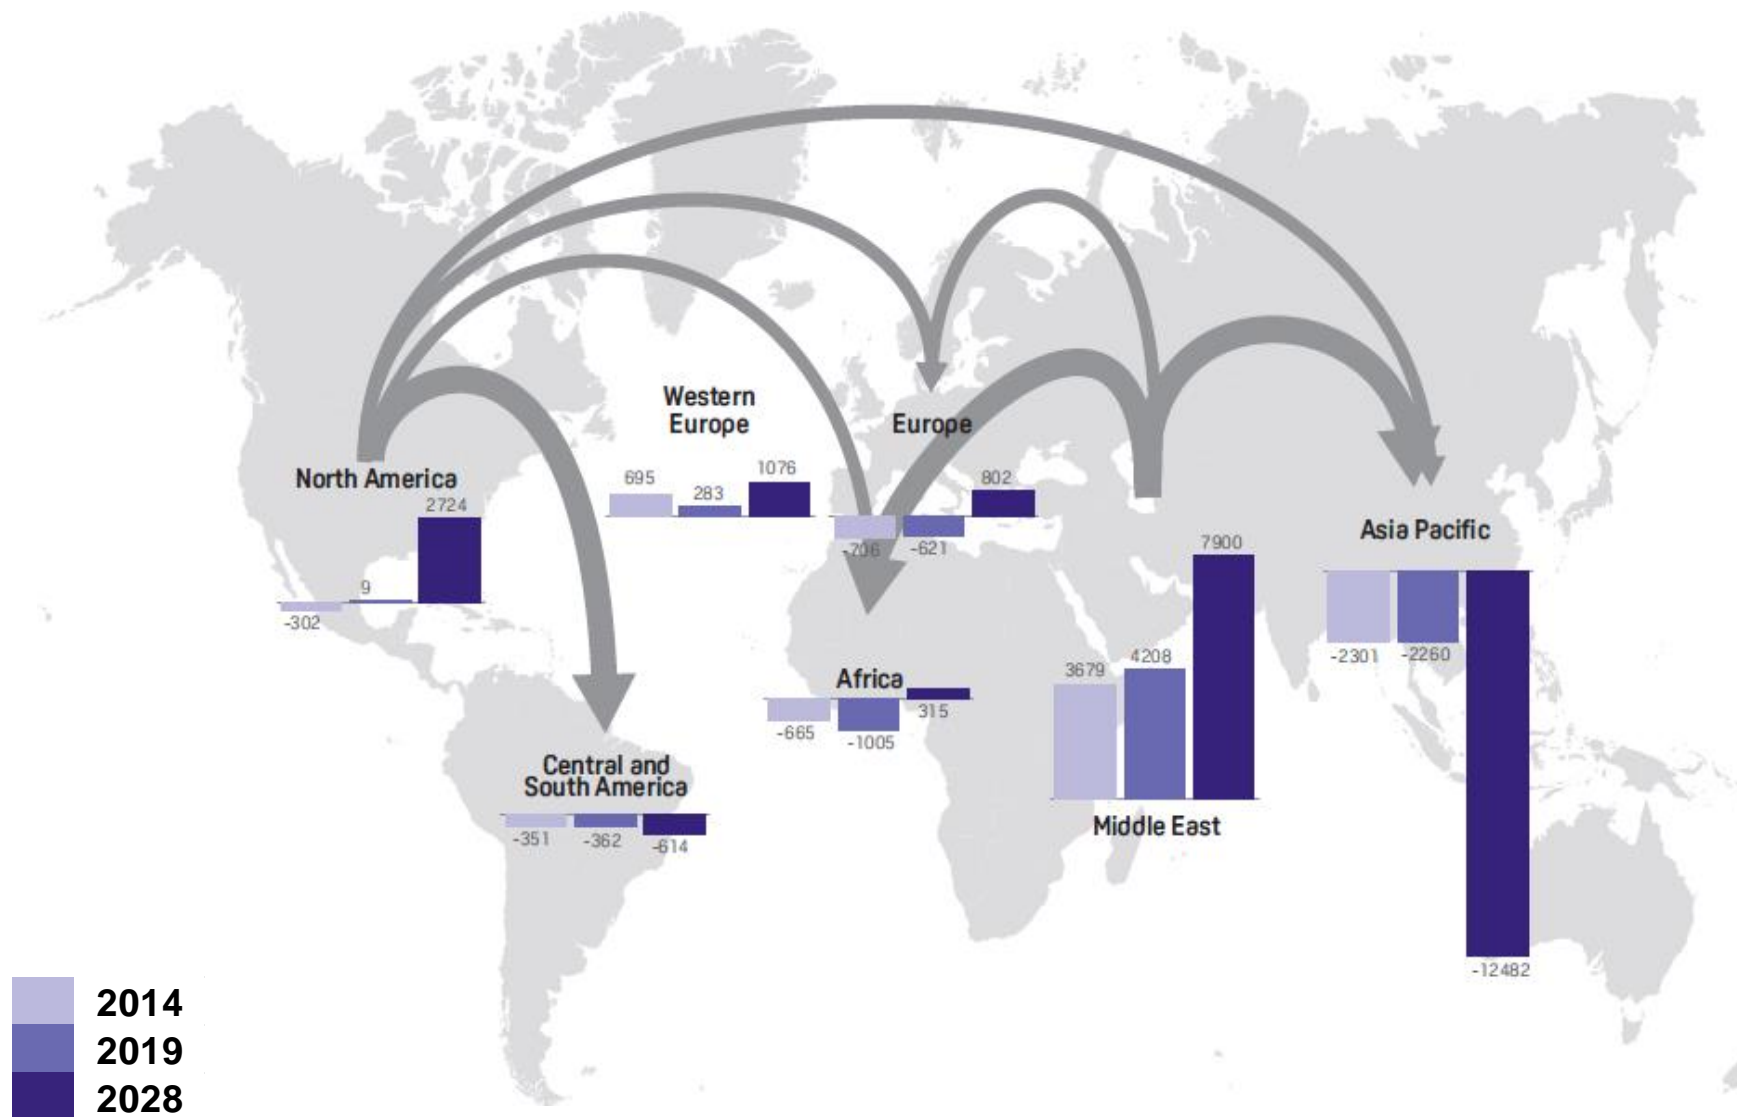 Western
Europe
695
283
1076
Europe
-706
-621
802
North America
2724
9
-302
Asia Pacific
-2301
-2260
-12482
7900
3679
4208
Middle East
Africa
-665
-1005
315
Central and
South America
-351
-362
-614
2014
2019
2028